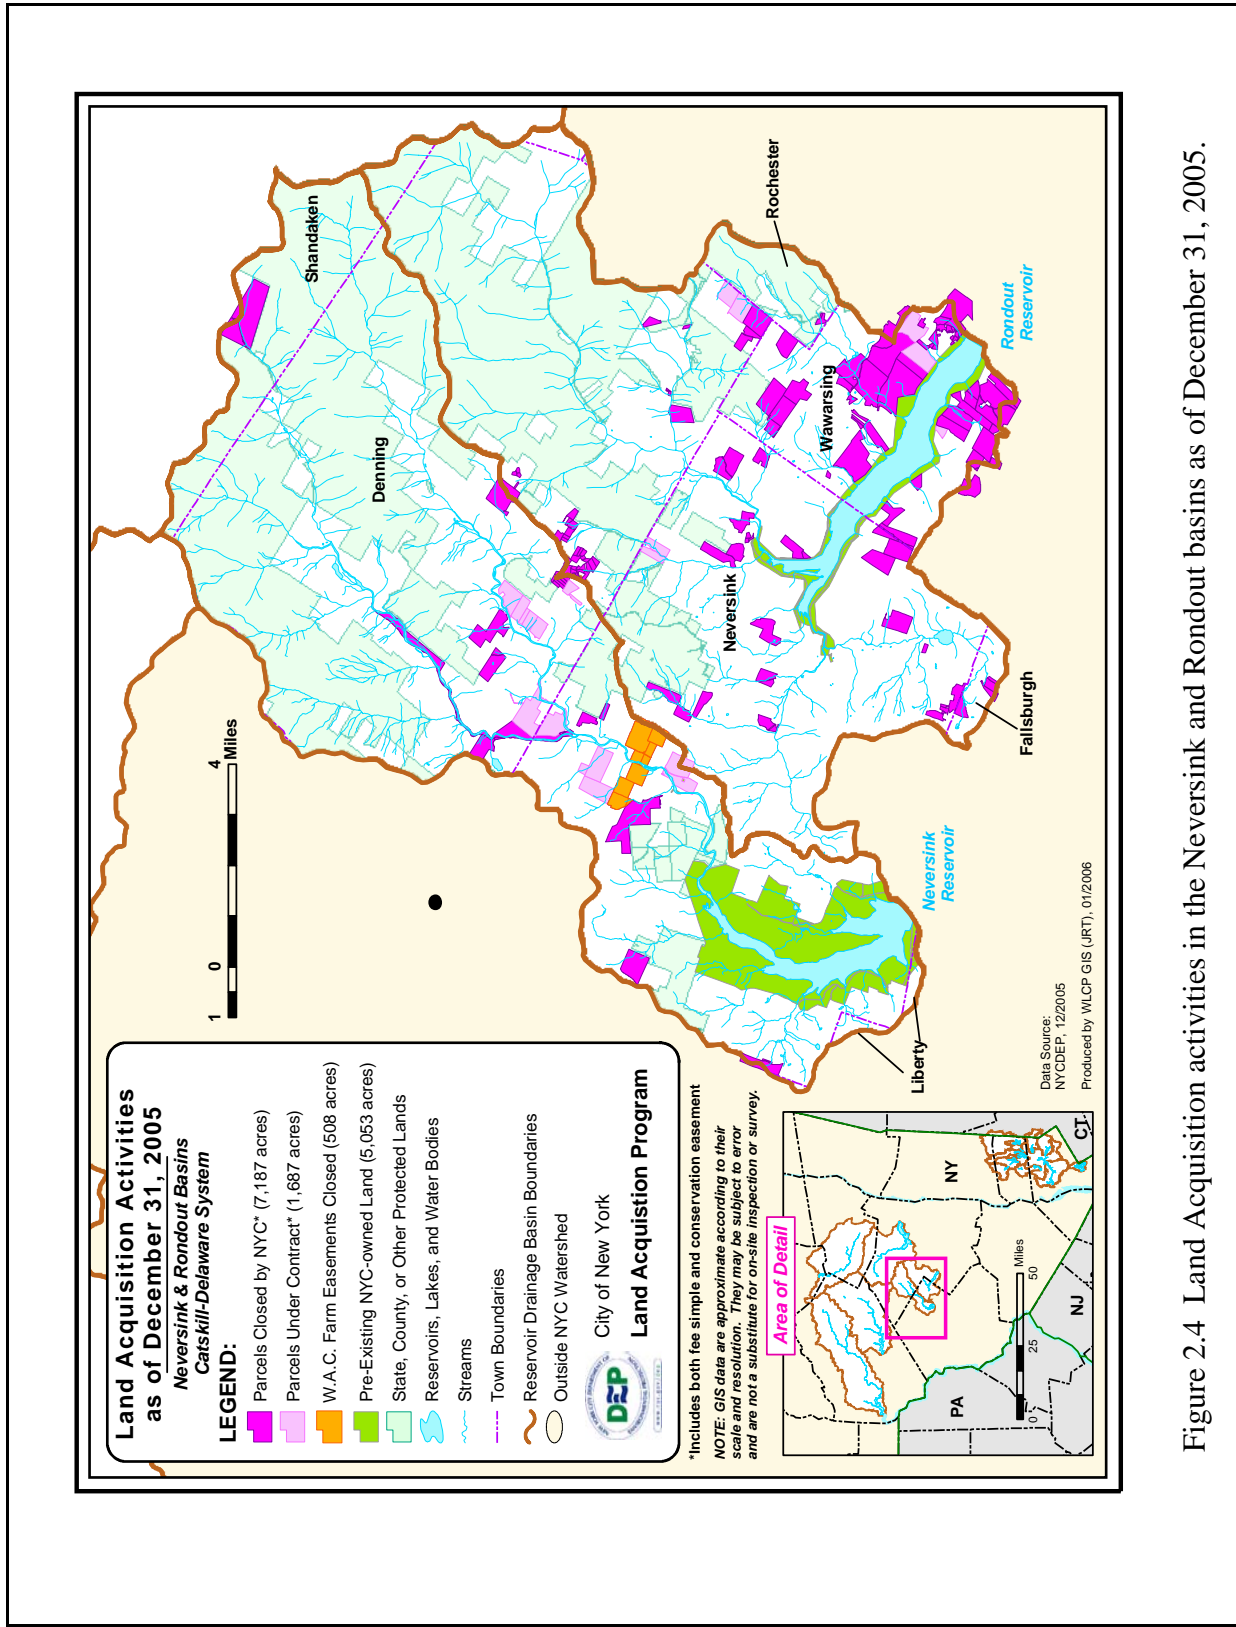 Land Acquisition Activities
as of December 31, 2005
Neversink & Rondout Basins
Catskill-Delaware System
LEGEND:
Parcels Closed by NYC* (7,187 acres)
Parcels Under Contract* (1,687 acres)
W.A.C. Farm Easements Closed (508 acres)
Pre-Existing NYC-owned Land (5,053 acres)
State, County, or Other Protected Lands
Reservoirs, Lakes, and Water Bodies
Streams
Town Boundaries
Reservoir Drainage Basin Boundaries
Outside NYC Watershed
DEP
City of New York
Land Acquistion Program
*Includes both fee simple and conservation easement
NOTE: GIS data are approximate according to their
scale and resolution. They may be subject to error
and are not a substitute for on-site inspection or survey.
Area of Detail
NY
CT
PA
NJ
0 25 50
Miles
1 0 4
Miles
Shandaken
Denning
Rochester
Wawarsing
Neversink
Rondout
Reservoir
Fallsburgh
Neversink
Reservoir
Liberty
Data Source:
NYCDEP, 12/2005
Produced by WLCP GIS (JRT), 01/2006
Figure 2.4 Land Acquisition activities in the Neversink and Rondout basins as of December 31, 2005.